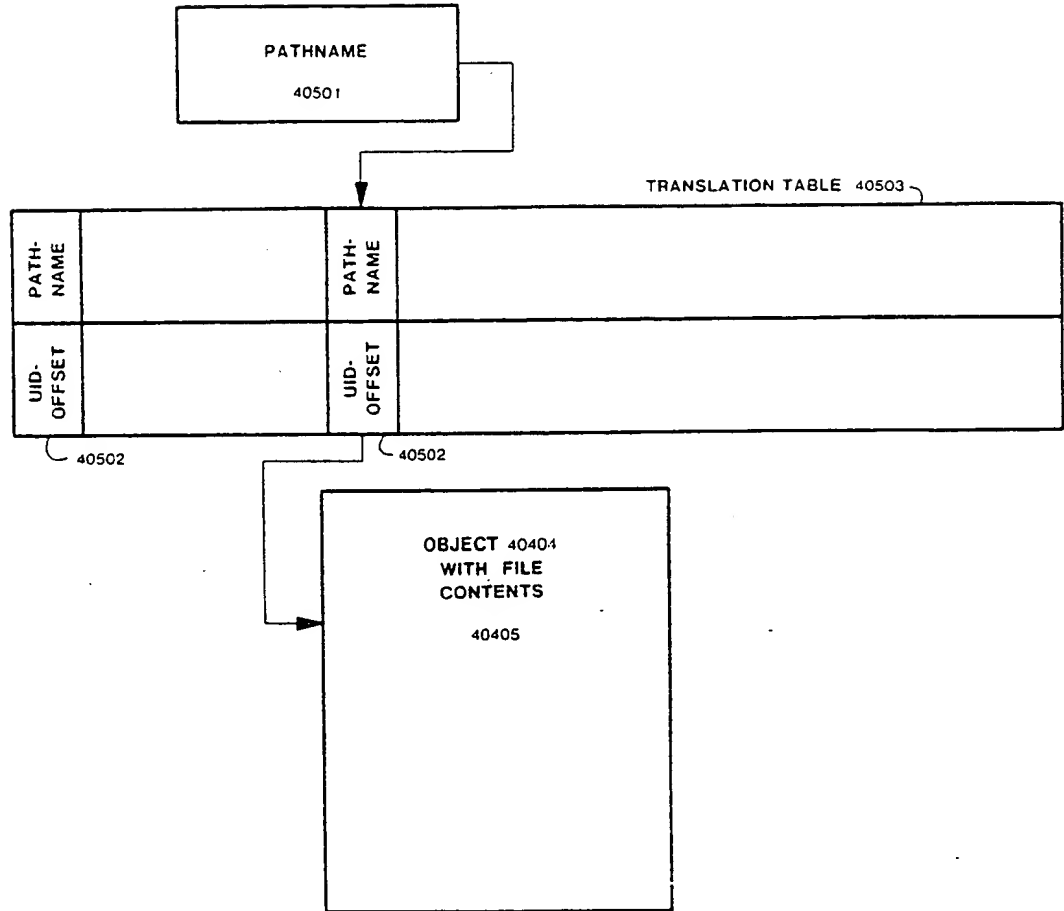 PATHNAME
40501
TRANSLATION TABLE 40503
PATH-
NAME
PATH-
NAME
UID-
OFFSET
UID-
OFFSET
40502
40502
OBJECT 40404
WITH FILE
CONTENTS
40405